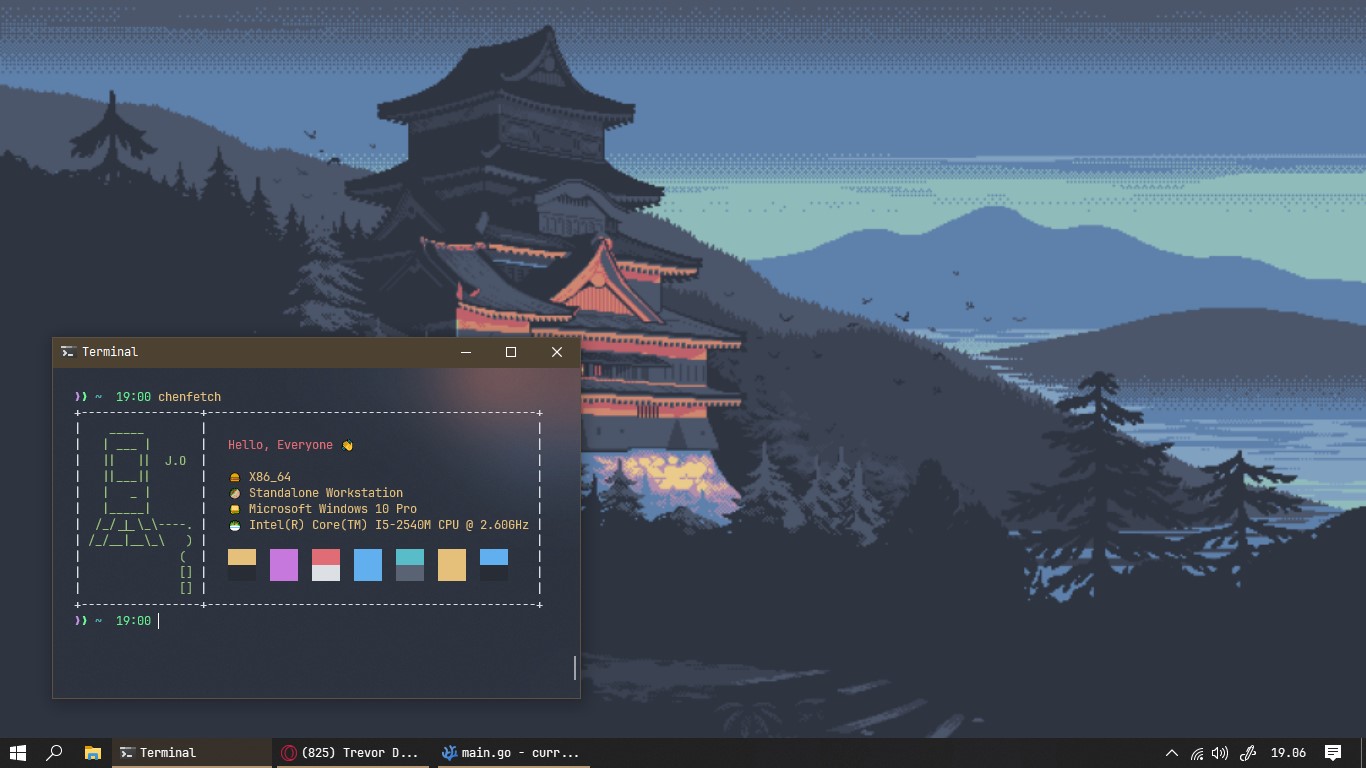 Terminal
❯❯ ~ 19:00 chenfetch
J.O
Hello, Everyone 👋
🍔 X86_64
Standalone Workstation
Microsoft Windows 10 Pro
Intel(R) Core(TM) I5-2540M CPU @ 2.60GHz
❯❯ ~ 19:00
Terminal
(825) Trevor D...
main.go - curr...
19.06